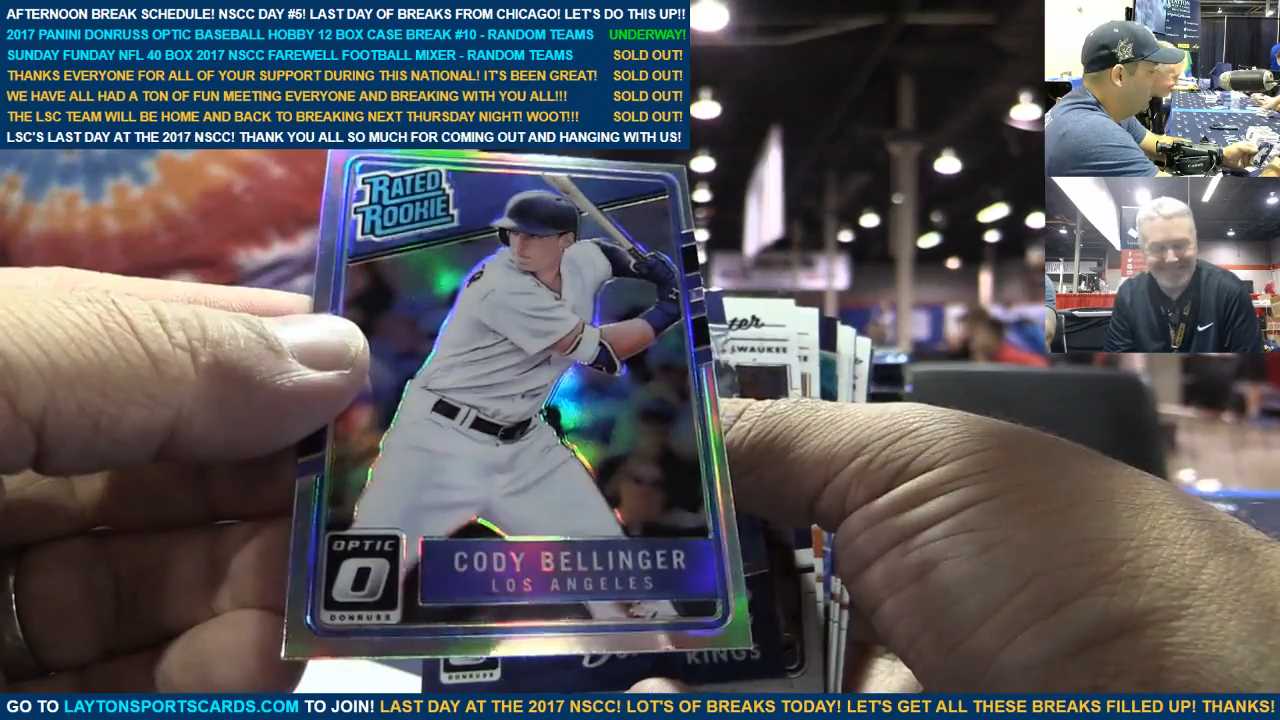 AFTERNOON BREAK SCHEDULE! NSCC DAY #5! LAST DAY OF BREAKS FROM CHICAGO! LET'S DO THIS UP!!
2017 PANINI DONRUSS OPTIC BASEBALL HOBBY 12 BOX CASE BREAK #10 - RANDOM TEAMS UNDERWAY!
SUNDAY FUNDAY NFL 40 BOX 2017 NSCC FAREWELL FOOTBALL MIXER - RANDOM TEAMS SOLD OUT!
THANKS EVERYONE FOR ALL OF YOUR SUPPORT DURING THIS NATIONAL! IT'S BEEN GREAT! SOLD OUT!
WE HAVE ALL HAD A TON OF FUN MEETING EVERYONE AND BREAKING WITH YOU ALL!!! SOLD OUT!
THE LSC TEAM WILL BE HOME AND BACK TO BREAKING NEXT THURSDAY NIGHT! WOOT!!! SOLD OUT!
LSC'S LAST DAY AT THE 2017 NSCC! THANK YOU ALL SO MUCH FOR COMING OUT AND HANGING WITH US!
RATED
ROOKIE
LWAUKEE
Canon
OPTIC
O
DONRUSS
CODY BELLINGER
LOS ANGELES
KINGS
GO TO LAYTONSPORTSCARDS.COM TO JOIN! LAST DAY AT THE 2017 NSCC! LOT'S OF BREAKS TODAY! LET'S GET ALL THESE BREAKS FILLED UP! THANKS!